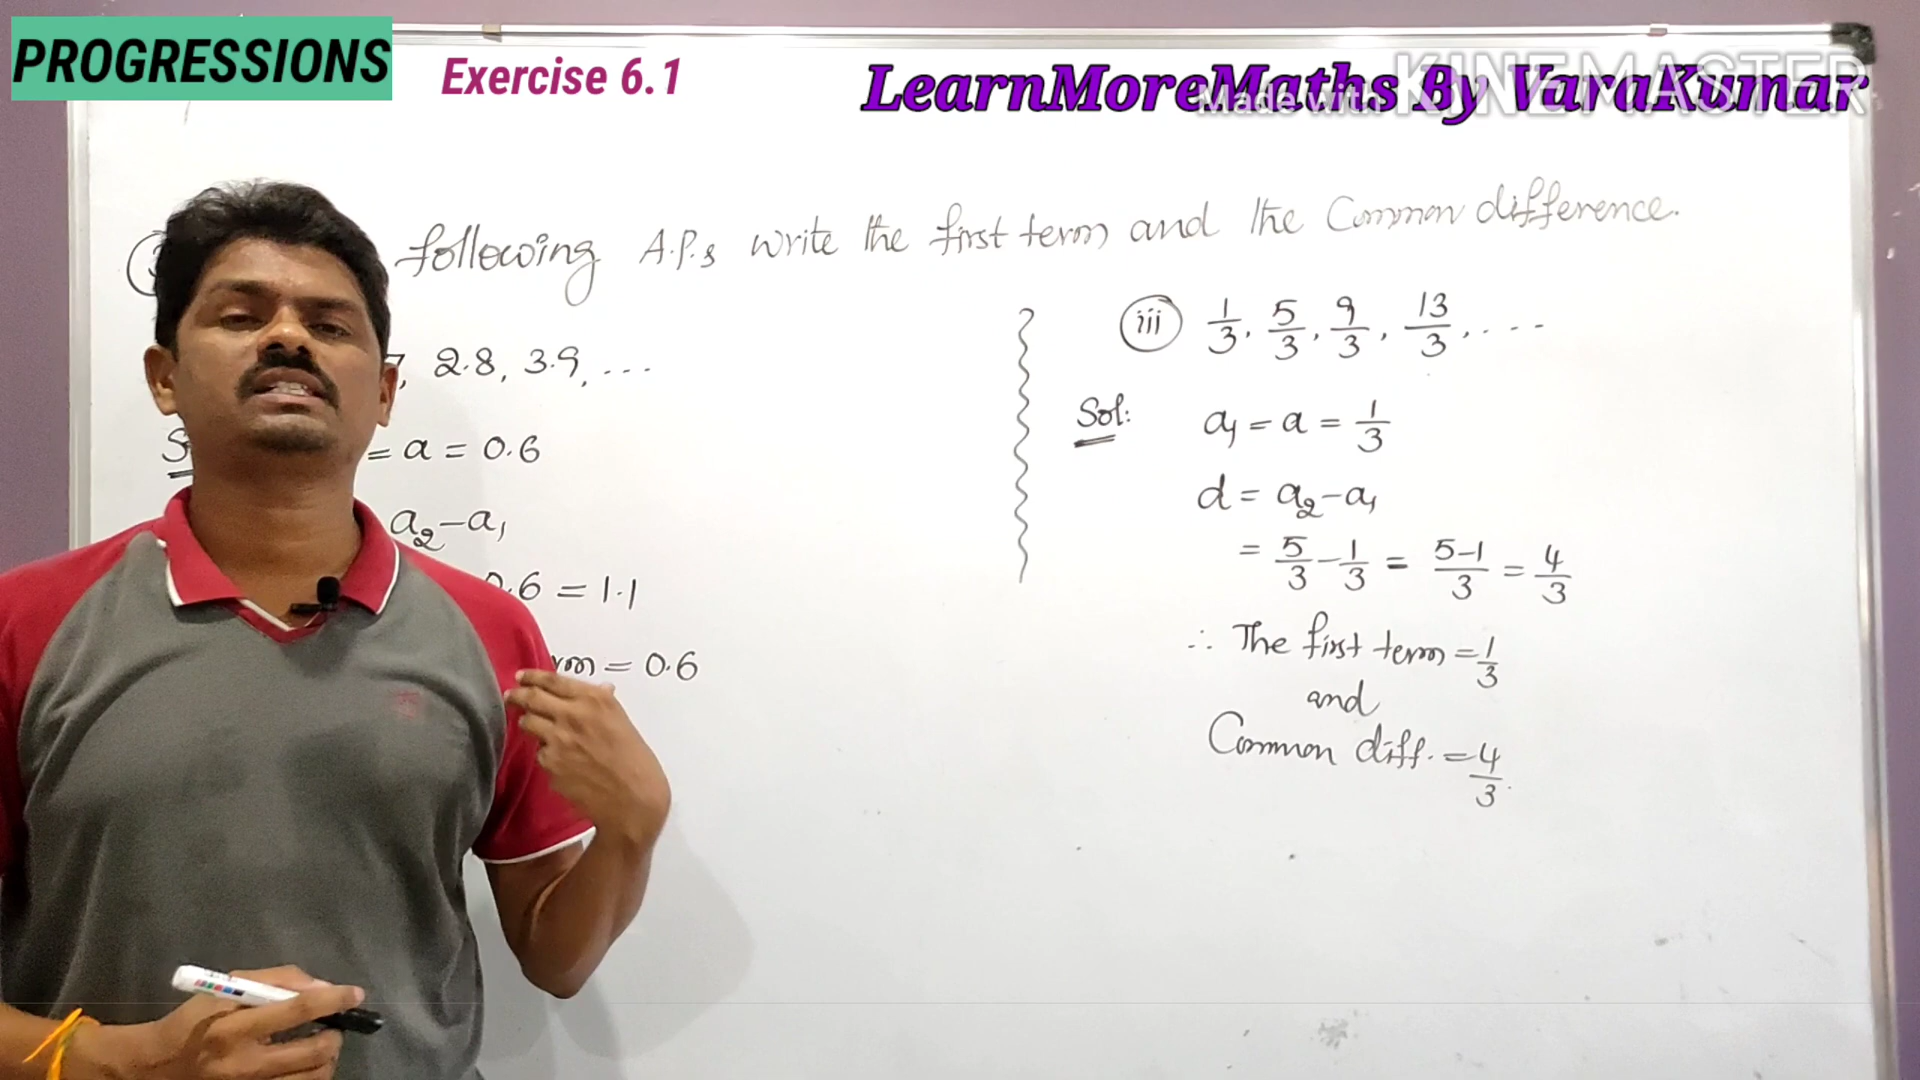 PROGRESSIONS
Exercise 6.1
LearnMoreMaths By VaraKumar
Made with KINEMASTER
following A.P.s write the first term and the Common difference.
, 2.8, 3.9, ...
= a = 0.6
a₂-a₁
0.6 = 1.1
= 0.6
iii 1/3, 5/3, 9/3, 13/3, ....
Sol: a₁ = a = 1/3
d = a₂-a₁
= 5/3 - 1/3 = 5-1/3 = 4/3
∴ The first term = 1/3
and
Common diff. = 4/3.